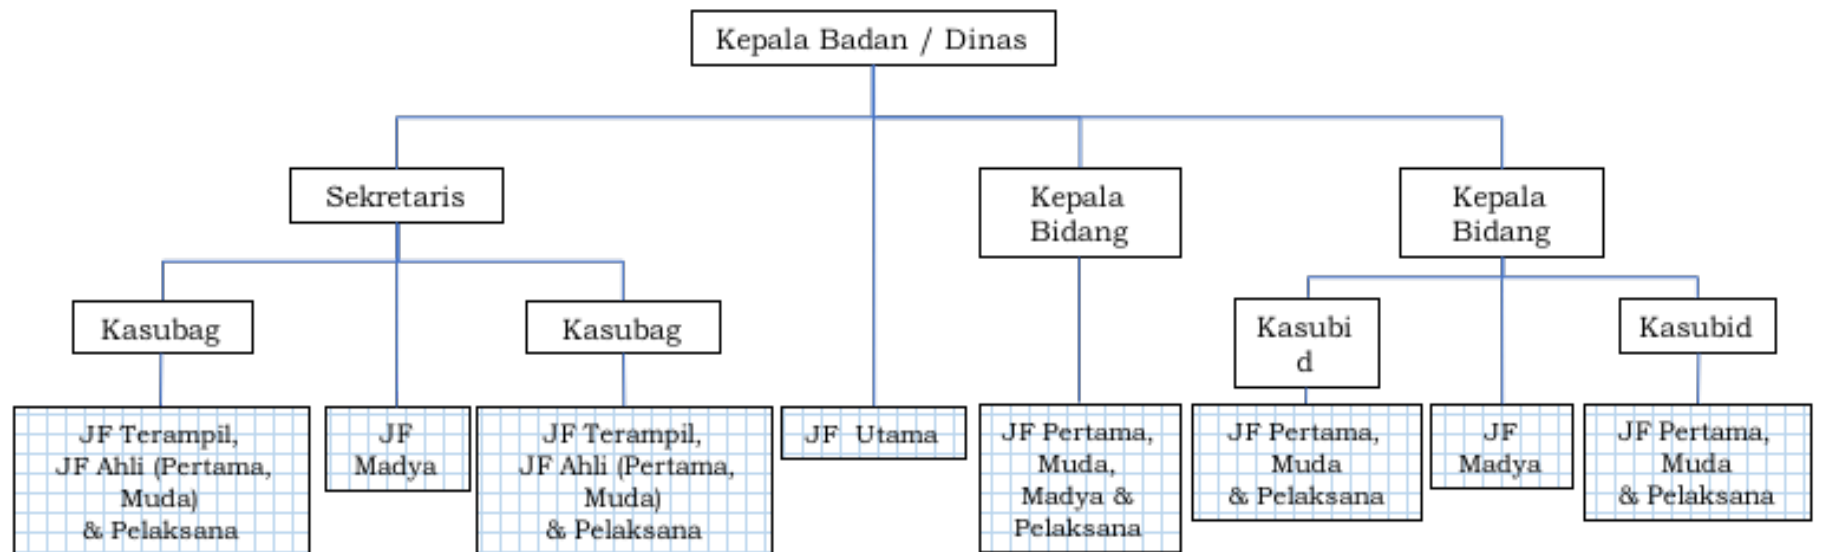 Kepala Badan / Dinas
Sekretaris
Kepala
Bidang
Kepala
Bidang
Kasubag
Kasubag
Kasubi
d
Kasubid
JF Terampil,
JF Ahli (Pertama,
Muda)
& Pelaksana
JF
Madya
JF Terampil,
JF Ahli (Pertama,
Muda)
& Pelaksana
JF Utama
JF Pertama,
Muda,
Madya &
Pelaksana
JF Pertama,
Muda
& Pelaksana
JF
Madya
JF Pertama,
Muda
& Pelaksana